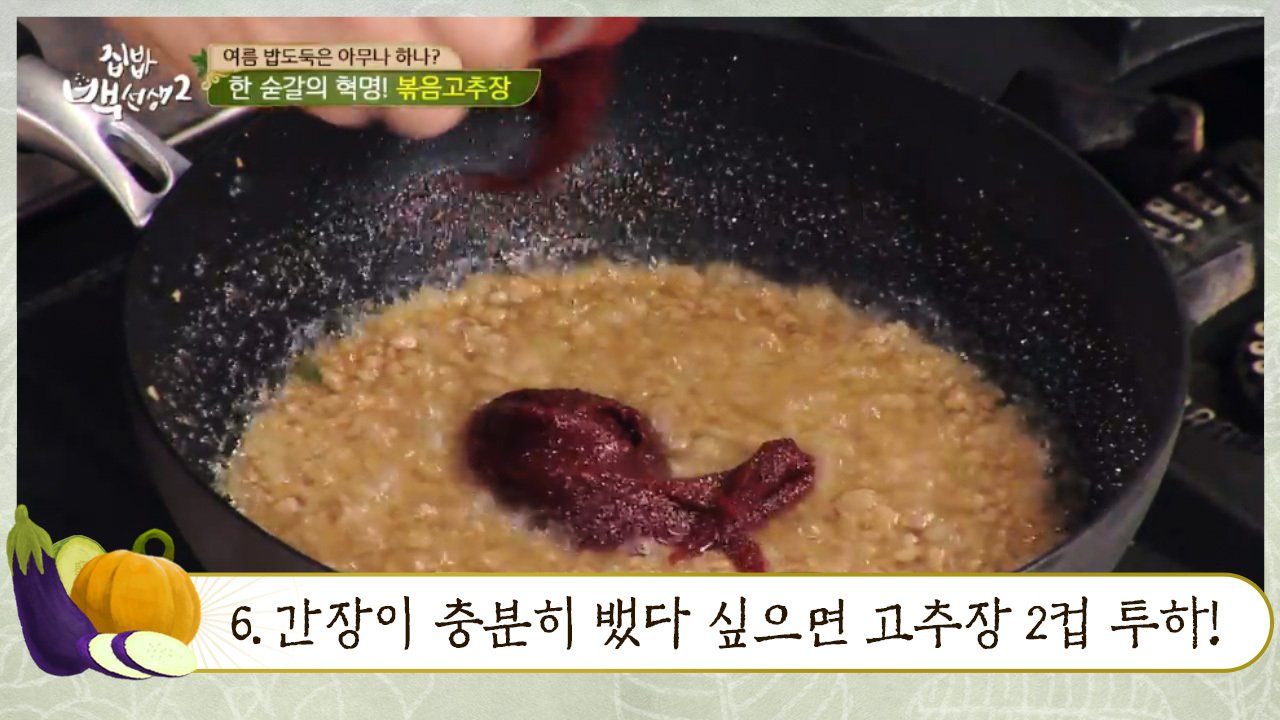 집밥
백선생2
여름 밥도둑은 아무나 하나?
한 숟갈의 혁명! 볶음고추장
6. 간장이 충분히 뱄다 싶으면 고추장 2컵 투하!